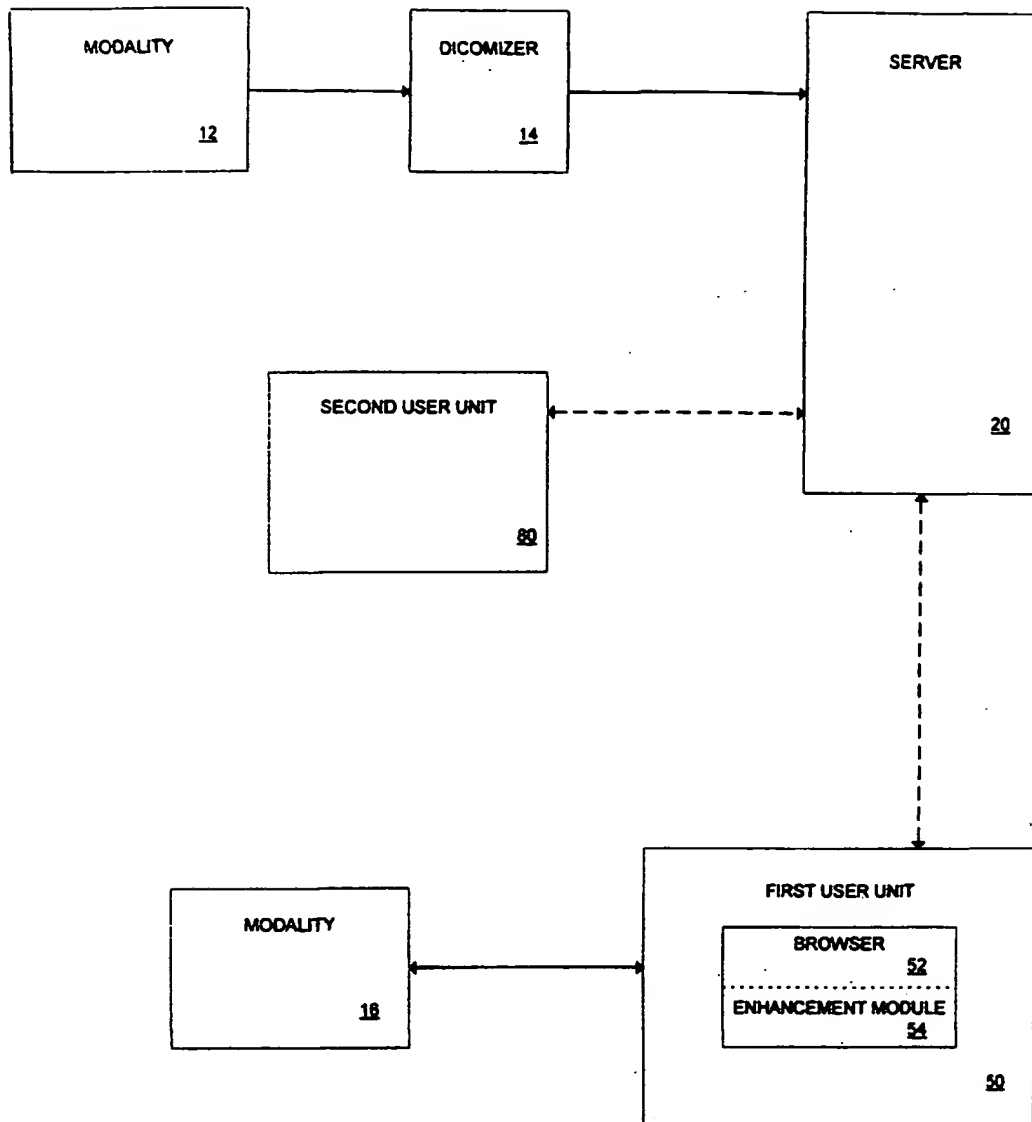 MODALITY
12
DICOMIZER
14
SERVER
20
SECOND USER UNIT
80
FIRST USER UNIT
BROWSER
52
ENHANCEMENT MODULE
54
50
MODALITY
16